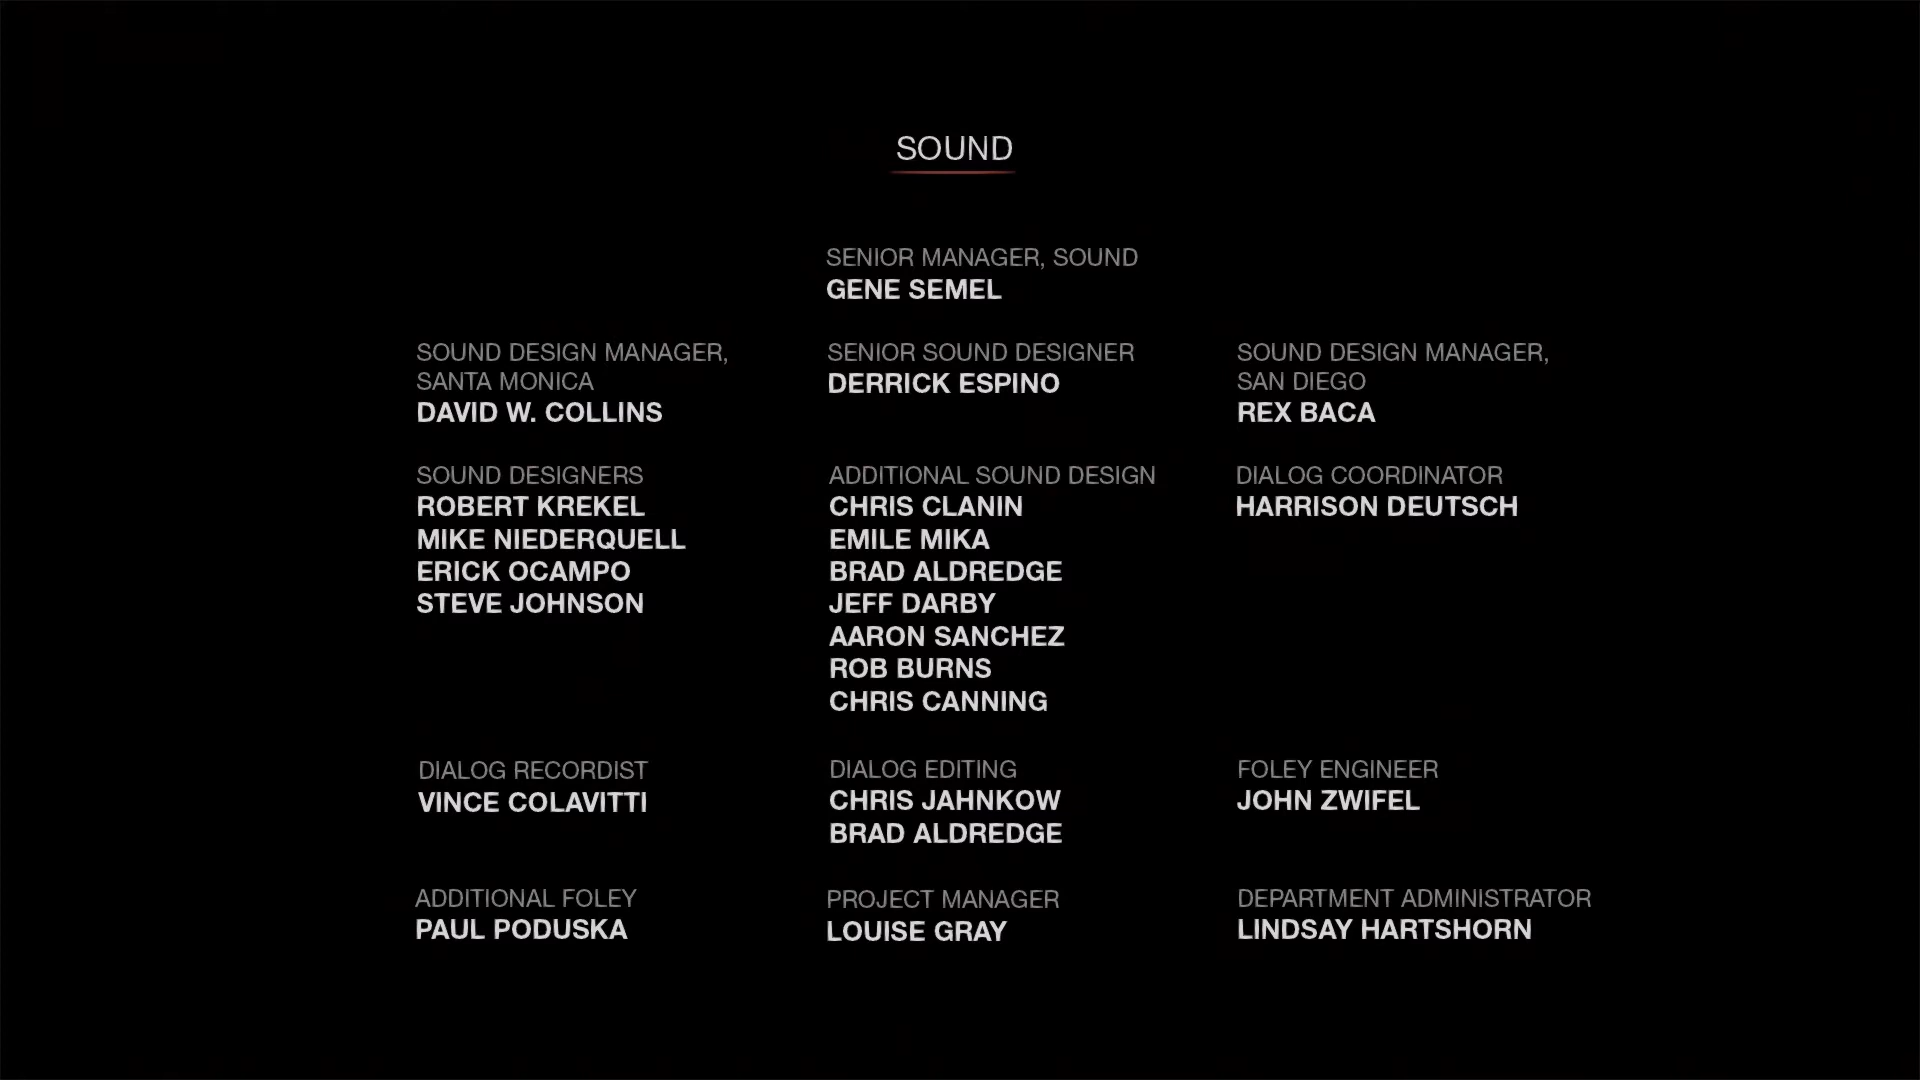 SOUND
SENIOR MANAGER, SOUND
GENE SEMEL
SOUND DESIGN MANAGER,
SANTA MONICA
DAVID W. COLLINS
SENIOR SOUND DESIGNER
DERRICK ESPINO
SOUND DESIGN MANAGER,
SAN DIEGO
REX BACA
SOUND DESIGNERS
ROBERT KREKEL
MIKE NIEDERQUELL
ERICK OCAMPO
STEVE JOHNSON
ADDITIONAL SOUND DESIGN
CHRIS CLANIN
EMILE MIKA
BRAD ALDREDGE
JEFF DARBY
AARON SANCHEZ
ROB BURNS
CHRIS CANNING
DIALOG COORDINATOR
HARRISON DEUTSCH
DIALOG RECORDIST
VINCE COLAVITTI
DIALOG EDITING
CHRIS JAHNKOW
BRAD ALDREDGE
FOLEY ENGINEER
JOHN ZWIFEL
ADDITIONAL FOLEY
PAUL PODUSKA
PROJECT MANAGER
LOUISE GRAY
DEPARTMENT ADMINISTRATOR
LINDSAY HARTSHORN